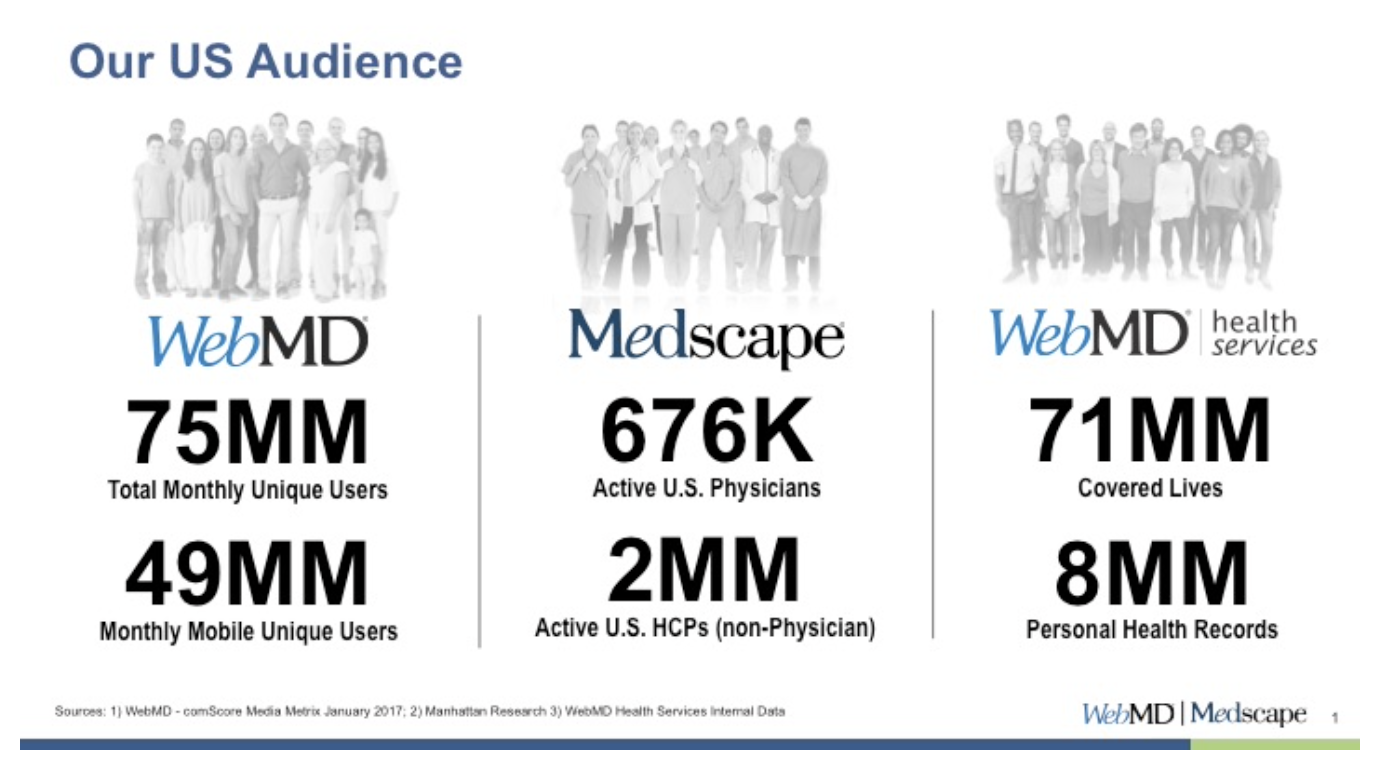 Our US Audience
WebMD
75MM
Total Monthly Unique Users
49MM
Monthly Mobile Unique Users
Medscape
676K
Active U.S. Physicians
2MM
Active U.S. HCPs (non-Physician)
WebMD health
services
71MM
Covered Lives
8MM
Personal Health Records
Sources: 1) WebMD - comScore Media Metrix January 2017; 2) Manhattan Research 3) WebMD Health Services Internal Data
WebMD | Medscape 1